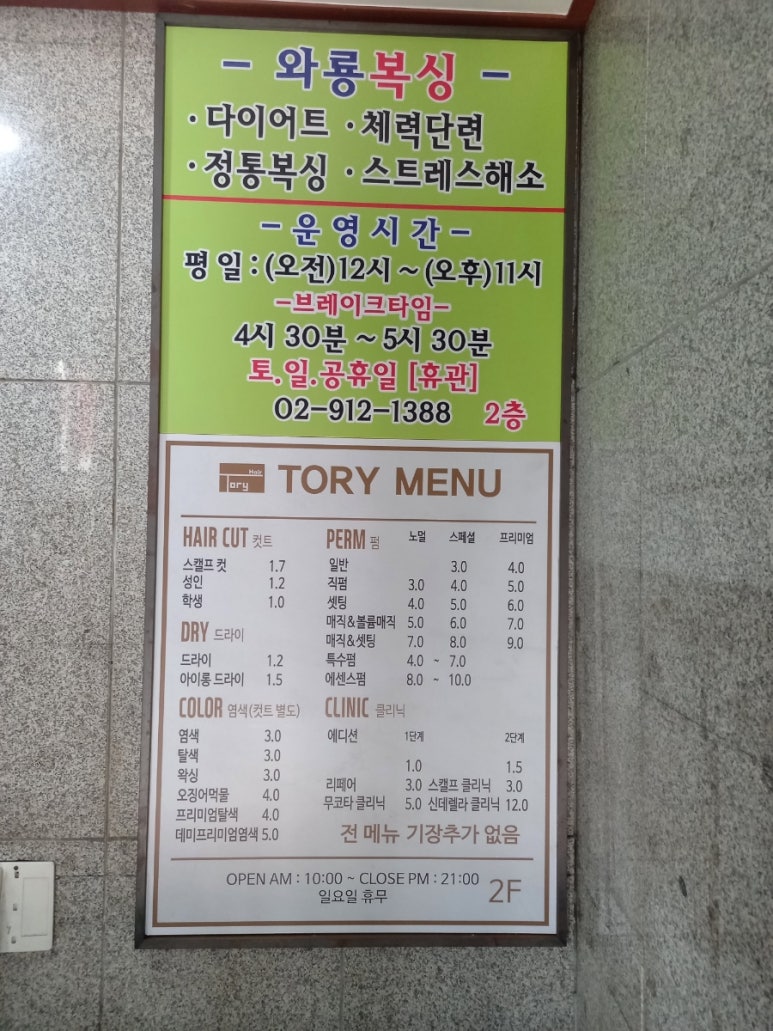 - 와룡복싱 -
· 다이어트 · 체력단련
· 정통복싱 · 스트레스해소
- 운영시간 -
평일 : (오전)12시 ~ (오후)11시
-브레이크타임-
4시 30분 ~ 5시 30분
토.일.공휴일 [휴관]
02-912-1388 2층
Hair Tory TORY MENU
HAIR CUT 컷트
스캘프 컷 1.7
성인 1.2
학생 1.0
DRY 드라이
드라이 1.2
아이롱 드라이 1.5
COLOR 염색(컷트 별도)
염색 3.0
탈색 3.0
왁싱 3.0
오징어먹물 4.0
프리미엄탈색 4.0
데미프리미엄염색 5.0
PERM 펌 노멀 스페셜 프리미엄
일반 3.0 4.0
직펌 3.0 4.0 5.0
셋팅 4.0 5.0 6.0
매직&볼륨매직 5.0 6.0 7.0
매직&셋팅 7.0 8.0 9.0
특수펌 4.0 ~ 7.0
에센스펌 8.0 ~ 10.0
CLINIC 클리닉
에디션 1단계 2단계
1.0 1.5
리페어 3.0 스캘프 클리닉 3.0
무코타 클리닉 5.0 신데렐라 클리닉 12.0
전 메뉴 기장추가 없음
OPEN AM : 10:00 ~ CLOSE PM : 21:00
일요일 휴무
2F